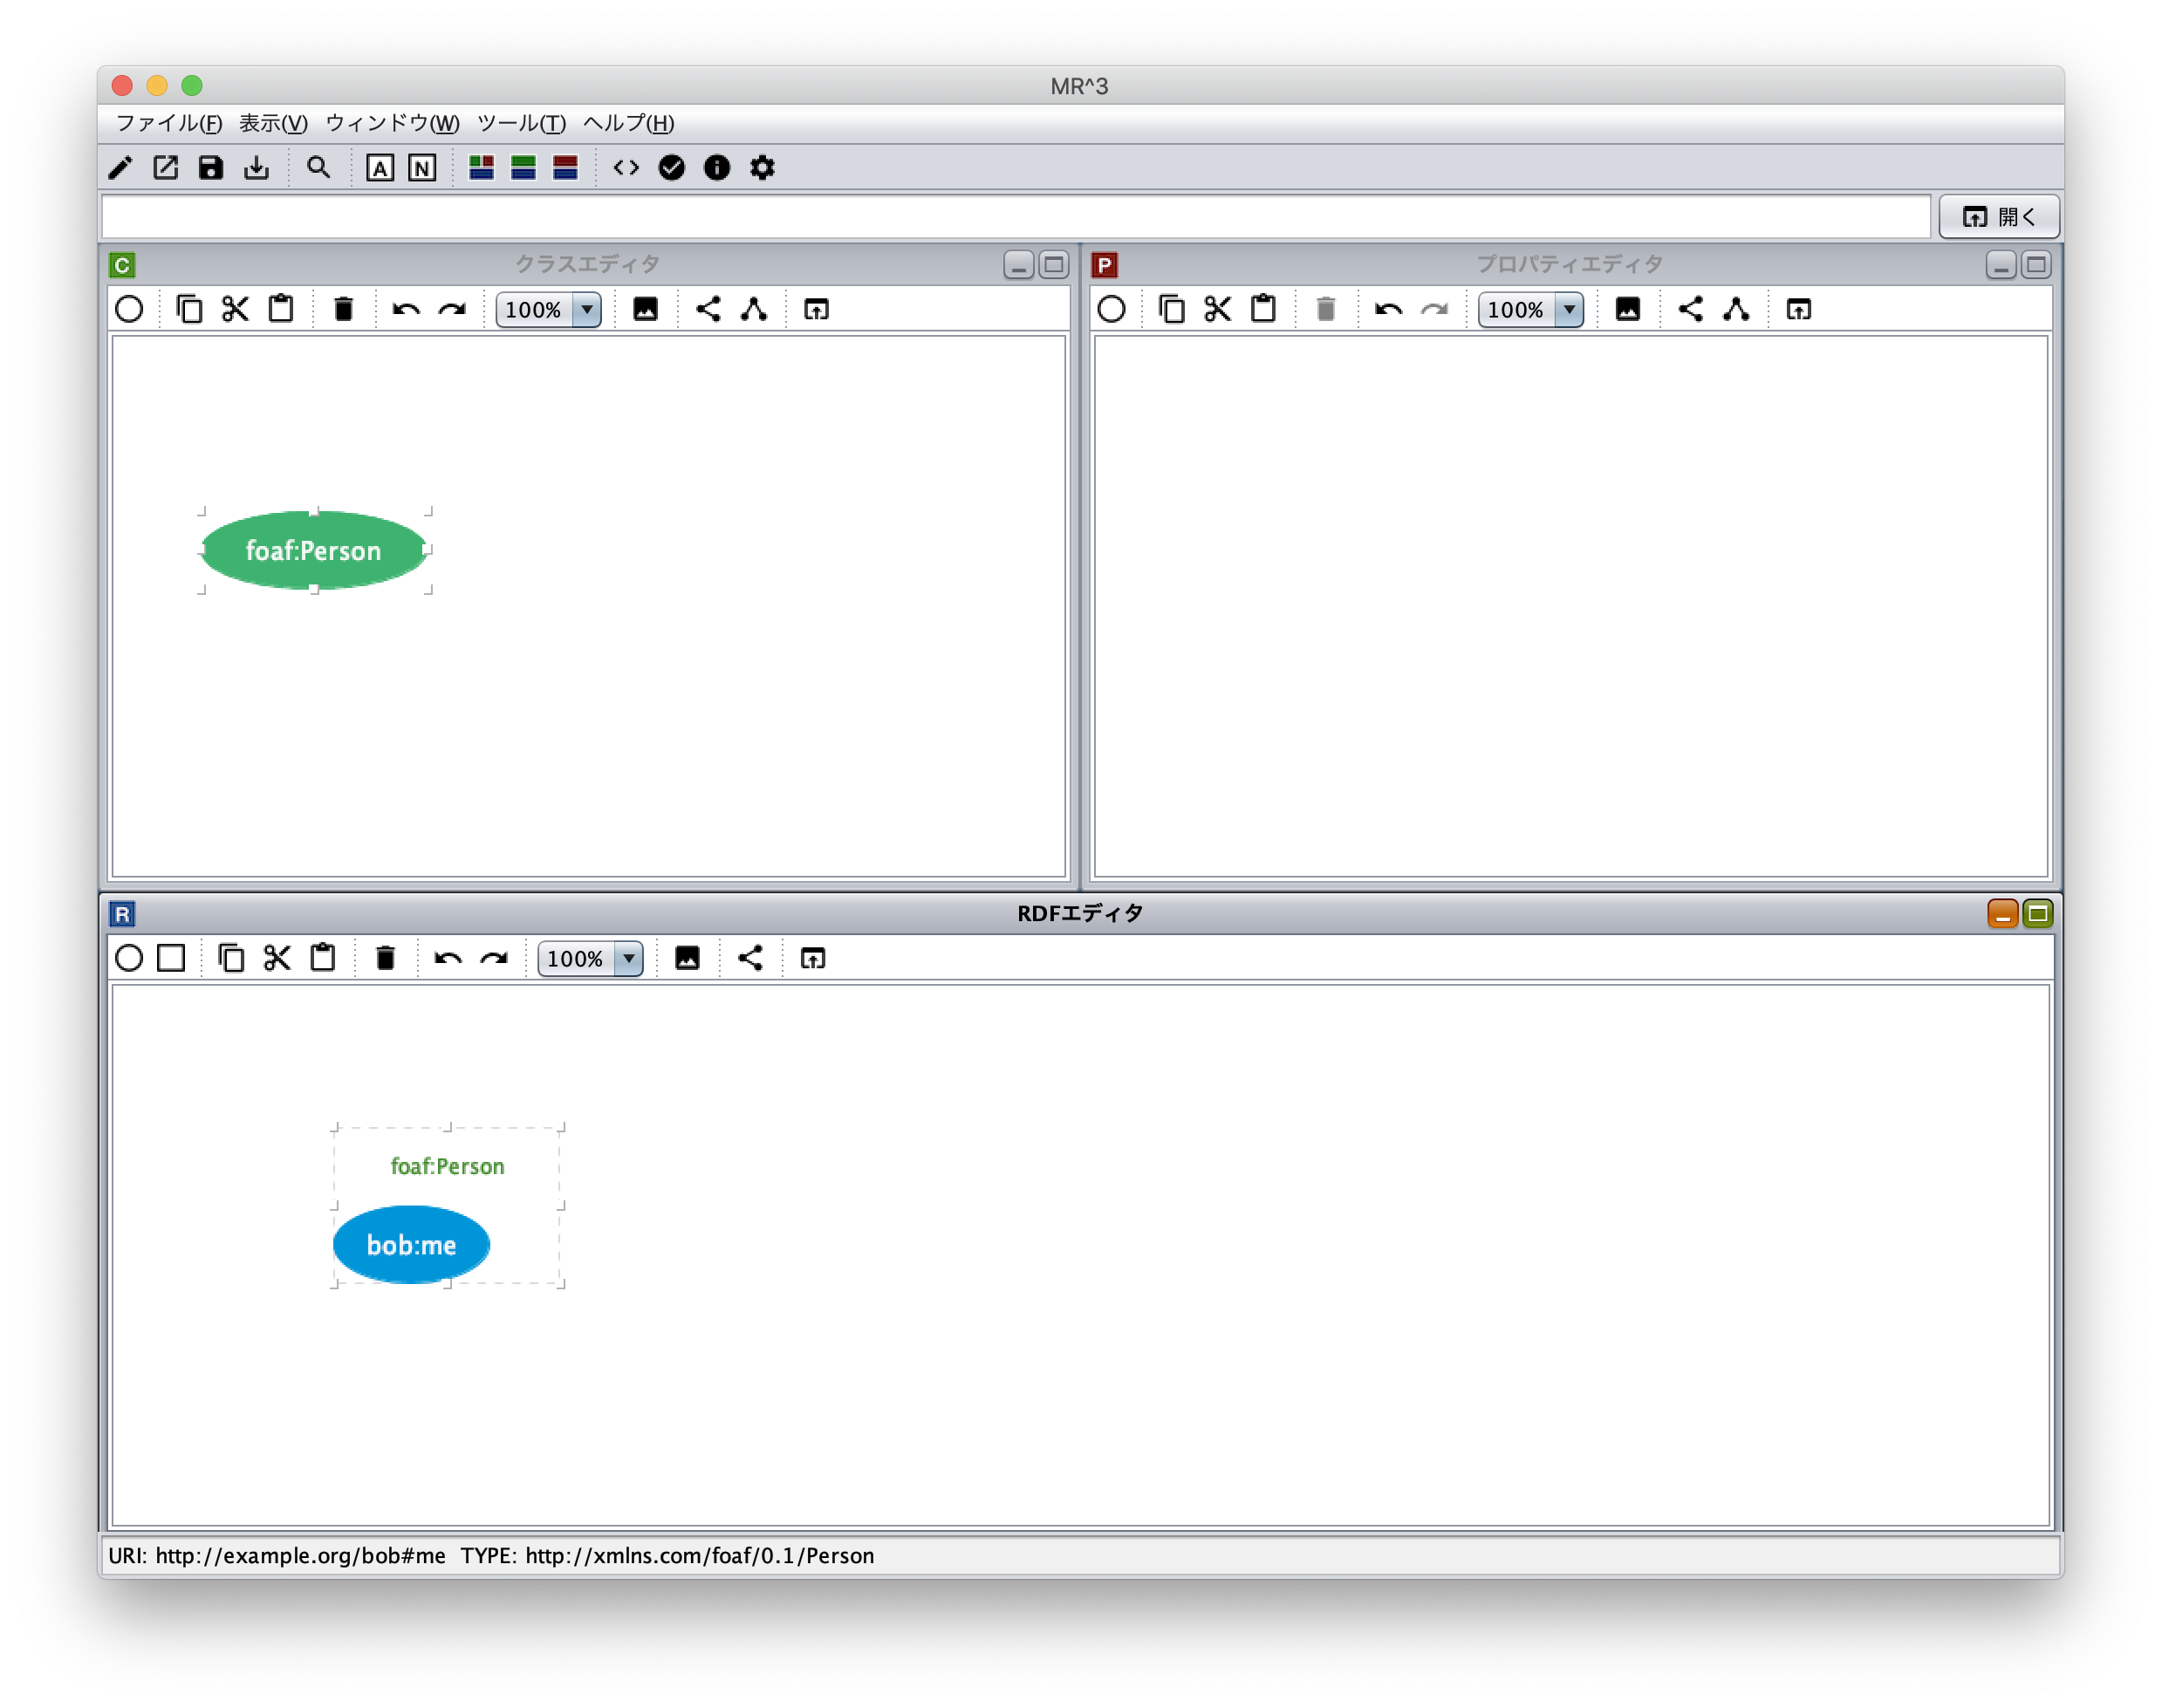 MR^3
ファイル(F) 表示(V) ウィンドウ(W) ツール(T) ヘルプ(H)
A N
開く
C クラスエディタ
P プロパティエディタ
100%
100%
foaf:Person
R RDFエディタ
100%
foaf:Person
bob:me
URI: http://example.org/bob#me TYPE: http://xmlns.com/foaf/0.1/Person